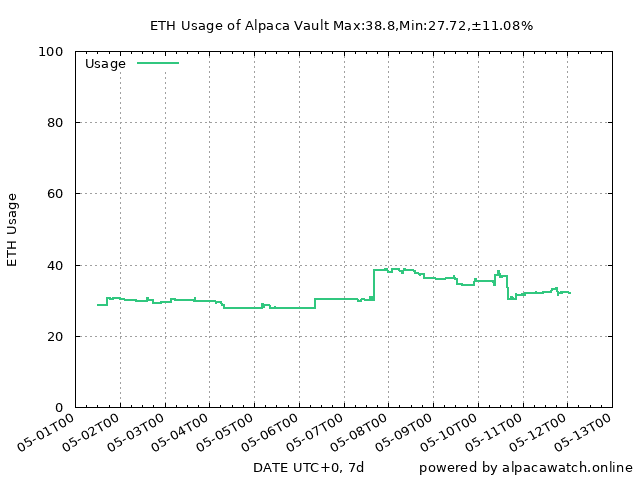 ETH Usage of Alpaca Vault Max:38.8,Min:27.72,±11.08%
Usage
100
80
60
40
20
0
ETH Usage
05-01T00
05-02T00
05-03T00
05-04T00
05-05T00
05-06T00
05-07T00
05-08T00
05-09T00
05-10T00
05-11T00
05-12T00
05-13T00
DATE UTC+0, 7d
powered by alpacawatch.online